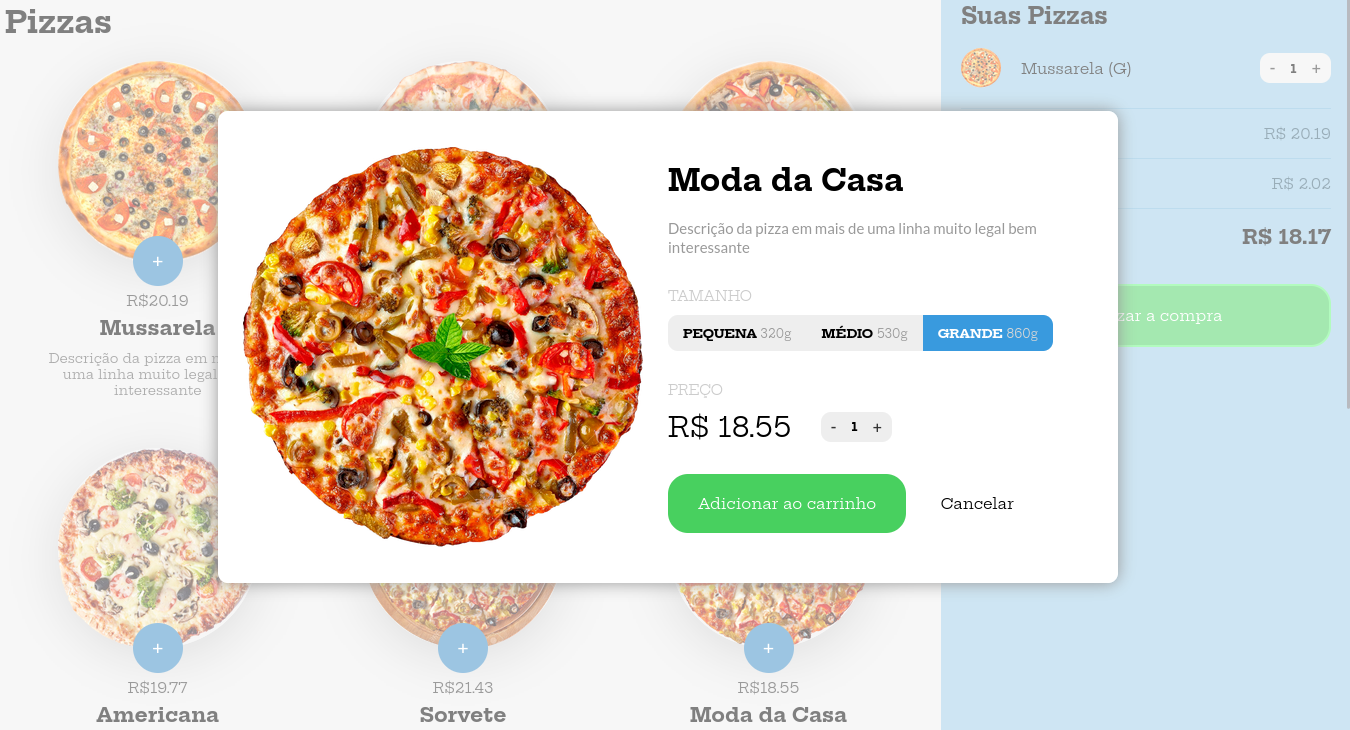 Pizzas
+
R$20.19
Mussarela
Descrição da pizza em
uma linha muito legal
interessante
+
R$19.77
Americana
+
R$21.43
Sorvete
+
R$18.55
Moda da Casa
Moda da Casa
Descrição da pizza em mais de uma linha muito legal bem
interessante
TAMANHO
PEQUENA 320g MÉDIO 530g GRANDE 860g
PREÇO
R$ 18.55 - 1 +
Adicionar ao carrinho Cancelar
Suas Pizzas
Mussarela (G) - 1 +
R$ 20.19
R$ 2.02
R$ 18.17
zar a compra